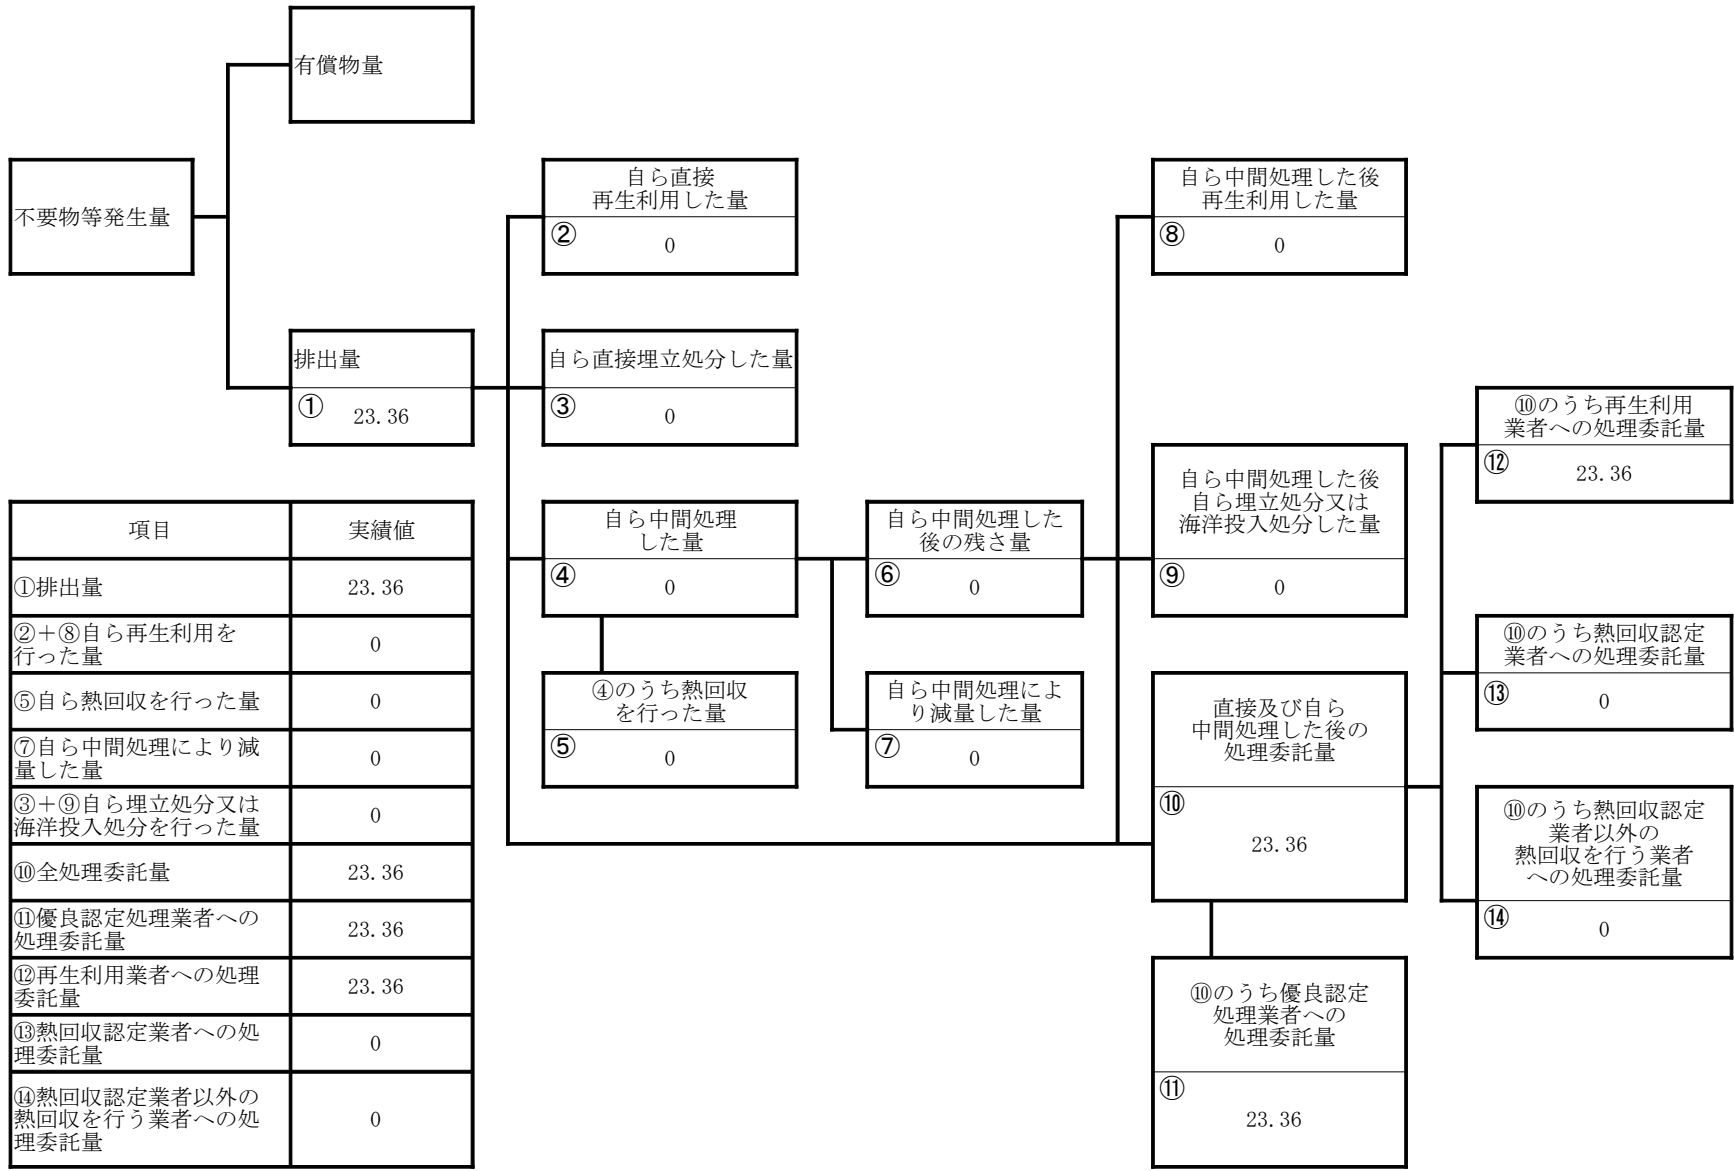 有償物量
不要物等発生量
自ら直接
再生利用した量
②
0
自ら中間処理した後
再生利用した量
⑧
0
排出量
①
23.36
自ら直接埋立処分した量
③
0
⑩のうち再生利用
業者への処理委託量
⑫
23.36
自ら中間処理した後
自ら埋立処分又は
海洋投入処分した量
⑨
0
自ら中間処理
した量
④
0
自ら中間処理した
後の残さ量
⑥
0
⑩のうち熱回収認定
業者への処理委託量
⑬
0
④のうち熱回収
を行った量
⑤
0
自ら中間処理によ
り減量した量
⑦
0
直接及び自ら
中間処理した後の
処理委託量
⑩
23.36
⑩のうち熱回収認定
業者以外の
熱回収を行う業者
への処理委託量
⑭
0
⑩のうち優良認定
処理業者への
処理委託量
⑪
23.36
項目
実績値
①排出量
23.36
②＋⑧自ら再生利用を
行った量
0
⑤自ら熱回収を行った量
0
⑦自ら中間処理により減
量した量
0
③＋⑨自ら埋立処分又は
海洋投入処分を行った量
0
⑩全処理委託量
23.36
⑪優良認定処理業者への
処理委託量
23.36
⑫再生利用業者への処理
委託量
23.36
⑬熱回収認定業者への処
理委託量
0
⑭熱回収認定業者以外の
熱回収を行う業者への処
理委託量
0